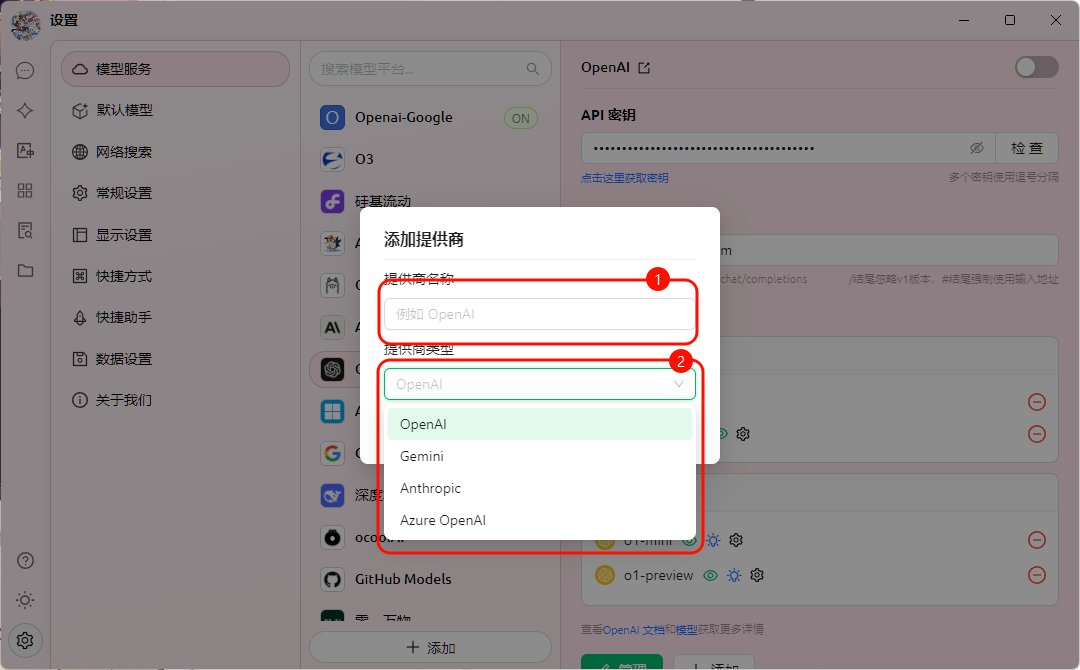 设置
模型服务
默认模型
网络搜索
常规设置
显示设置
快捷方式
快捷助手
数据设置
关于我们
搜索模型平台...
Openai-Google
ON
O3
硅基流动
GitHub Models
添加
OpenAI
API 密钥
检 查
点击这里获取密钥
多个密钥使用逗号分隔
m
chat/completions
/结尾忽略v1版本，#结尾强制使用输入地址
o1-mini
o1-preview
查看OpenAI 文档和模型获取更多详情
管理
添加
添加提供商
提供商名称
1
例如 OpenAI
提供商类型
2
OpenAI
OpenAI
Gemini
Anthropic
Azure OpenAI